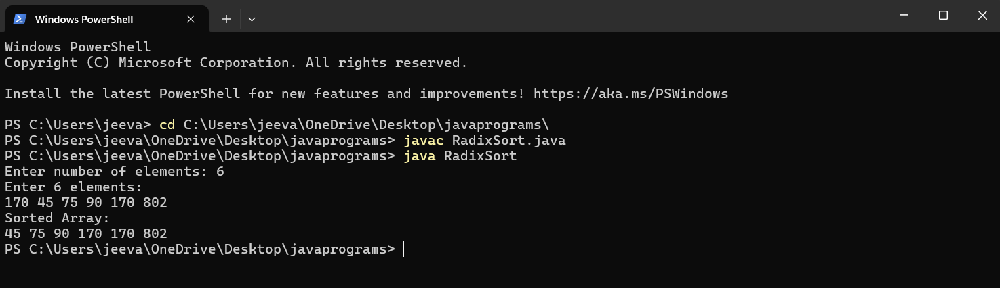 Windows PowerShell
Windows PowerShell
Copyright (C) Microsoft Corporation. All rights reserved.
Install the latest PowerShell for new features and improvements! https://aka.ms/PSWindows
PS C:\Users\jeeva> cd C:\Users\jeeva\OneDrive\Desktop\javaprograms\
PS C:\Users\jeeva\OneDrive\Desktop\javaprograms> javac RadixSort.java
PS C:\Users\jeeva\OneDrive\Desktop\javaprograms> java RadixSort
Enter number of elements: 6
Enter 6 elements:
170 45 75 90 170 802
Sorted Array:
45 75 90 170 170 802
PS C:\Users\jeeva\OneDrive\Desktop\javaprograms>